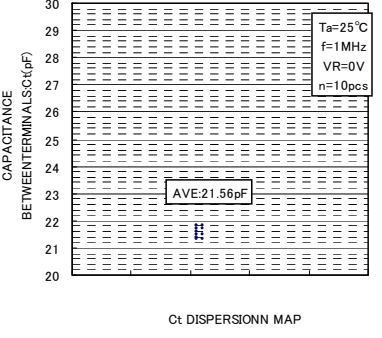 30
29
28
27
26
25
24
23
22
21
20
CAPACITANCE
BETWEENTERMINALS:Ct(pF)
Ta=25°C
f=1MHz
VR=0V
n=10pcs
AVE:21.56pF
Ct DISPERSIONN MAP